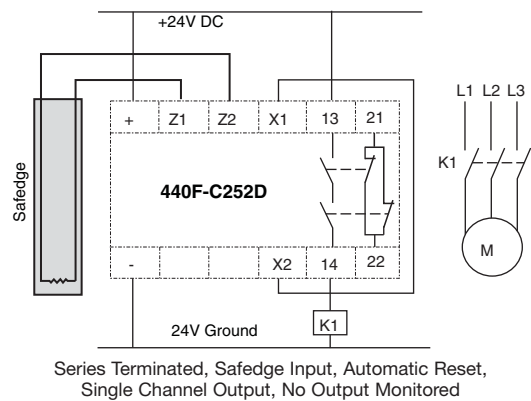 +24V DC
L1 L2 L3
+ Z1 Z2 X1 13 21
K1
Safedge
440F-C252D
M
- X2 14 22
K1
24V Ground
Series Terminated, Safedge Input, Automatic Reset,
Single Channel Output, No Output Monitored